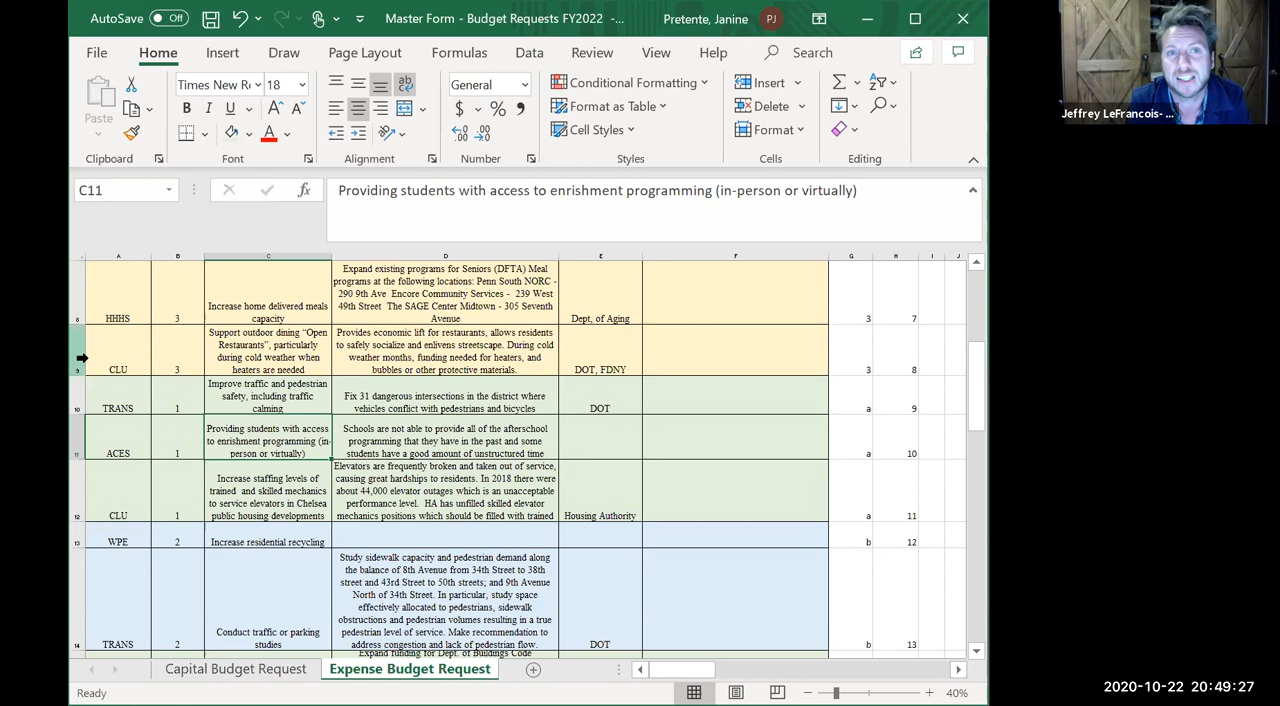 AutoSave Off Master Form - Budget Requests FY2022 -... Pretente, Janine PJ
File Home Insert Draw Page Layout Formulas Data Review View Help Search
Paste
Times New Ro 18
B I U A A
ab
General
$ % ,
Conditional Formatting
Format as Table
Cell Styles
Insert
Delete
Format
Clipboard Font Alignment Number Styles Cells Editing
C11 fx Providing students with access to enrishment programming (in-person or virtually)
A B C D E F G H I J
8
HHHS
3
Increase home delivered meals
capacity
Expand existing programs for Seniors (DFTA) Meal
programs at the following locations: Penn South NORC -
290 9th Ave Encore Community Services - 239 West
49th Street The SAGE Center Midtown - 305 Seventh
Avenue
Dept. of Aging
3
7
9
CLU
3
Support outdoor dining “Open
Restaurants”, particularly
during cold weather when
heaters are needed
Provides economic lift for restaurants, allows residents
to safely socialize and enlivens streetscape. During cold
weather months, funding needed for heaters, and
bubbles or other protective materials.
DOT, FDNY
3
8
10
TRANS
1
Improve traffic and pedestrian
safety, including traffic
calming
Fix 31 dangerous intersections in the district where
vehicles conflict with pedestrians and bicycles
DOT
a
9
11
ACES
1
Providing students with access
to enrishment programming (in-
person or virtually)
Schools are not able to provide all of the afterschool
programming that they have in the past and some
students have a good amount of unstructured time
a
10
12
CLU
1
Increase staffing levels of
trained and skilled mechanics
to service elevators in Chelsea
public housing developments
Elevators are frequently broken and taken out of service,
causing great hardships to residents. In 2018 there were
about 44,000 elevator outages which is an unacceptable
performance level. HA has unfilled skilled elevator
mechanics positions which should be filled with trained
Housing Authority
a
11
13
WPE
2
Increase residential recycling
b
12
14
TRANS
2
Conduct traffic or parking
studies
Study sidewalk capacity and pedestrian demand along
the balance of 8th Avenue from 34th Street to 38th
street and 43rd Street to 50th streets; and 9th Avenue
North of 34th Street. In particular, study space
effectively allocated to pedestrians, sidewalk
obstructions and pedestrian volumes resulting in a true
pedestrian level of service. Make recommendation to
address congestion and lack of pedestrian flow.
DOT
b
13
Expand funding for Dept. of Buildings Code
Capital Budget Request Expense Budget Request
Ready 40%
Jeffrey LeFrancois- ...
2020-10-22 20:49:27